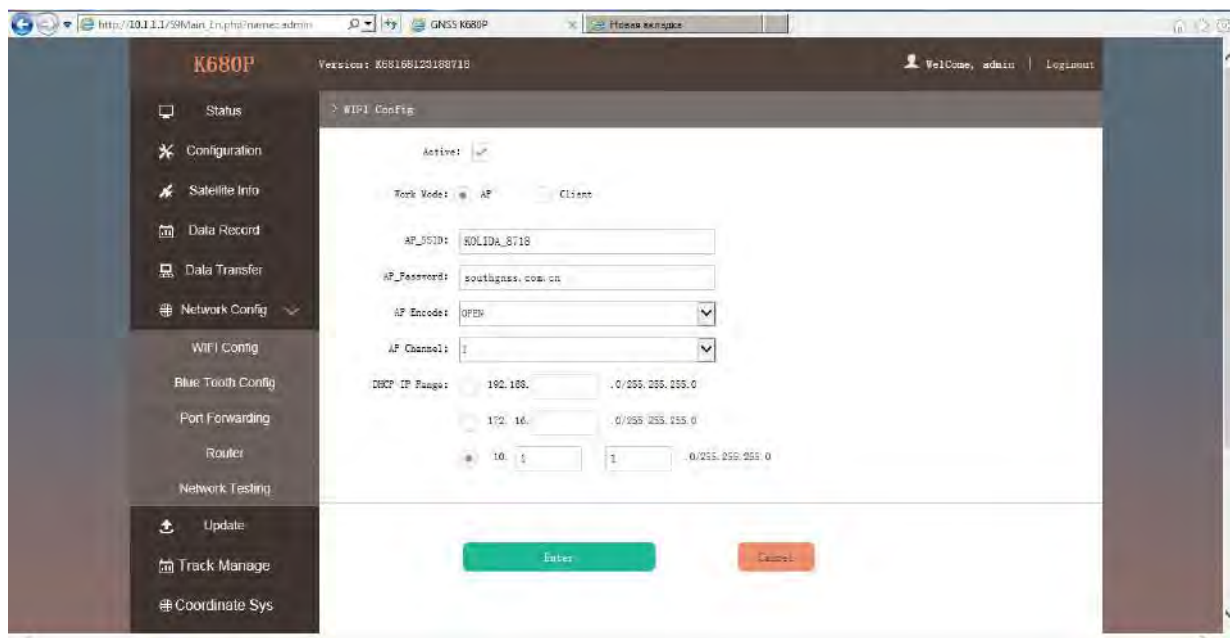 http://10.1.1.1/S9Main_En.php?name=admin
GNSS K680P
Новая вкладка
K680P
Version: K68168123188718
WelCome, admin | Loginout
Status
> WIFI Config
Configuration
Active:
Satellite Info
Work Mode: AP Client
Data Record
AP_SSID: KOLIDA_8718
Data Transfer
AP_Password: southgnss.com.cn
Network Config
AP Encode: OPEN
WIFI Config
AP Channel: 1
Blue Tooth Config
DHCP IP Range: 192.168. .0/255.255.255.0
Port Forwarding
172. 16. .0/255.255.255.0
Router
10. 1 1 .0/255.255.255.0
Network Testing
Update
Enter Cancel
Track Manage
Coordinate Sys